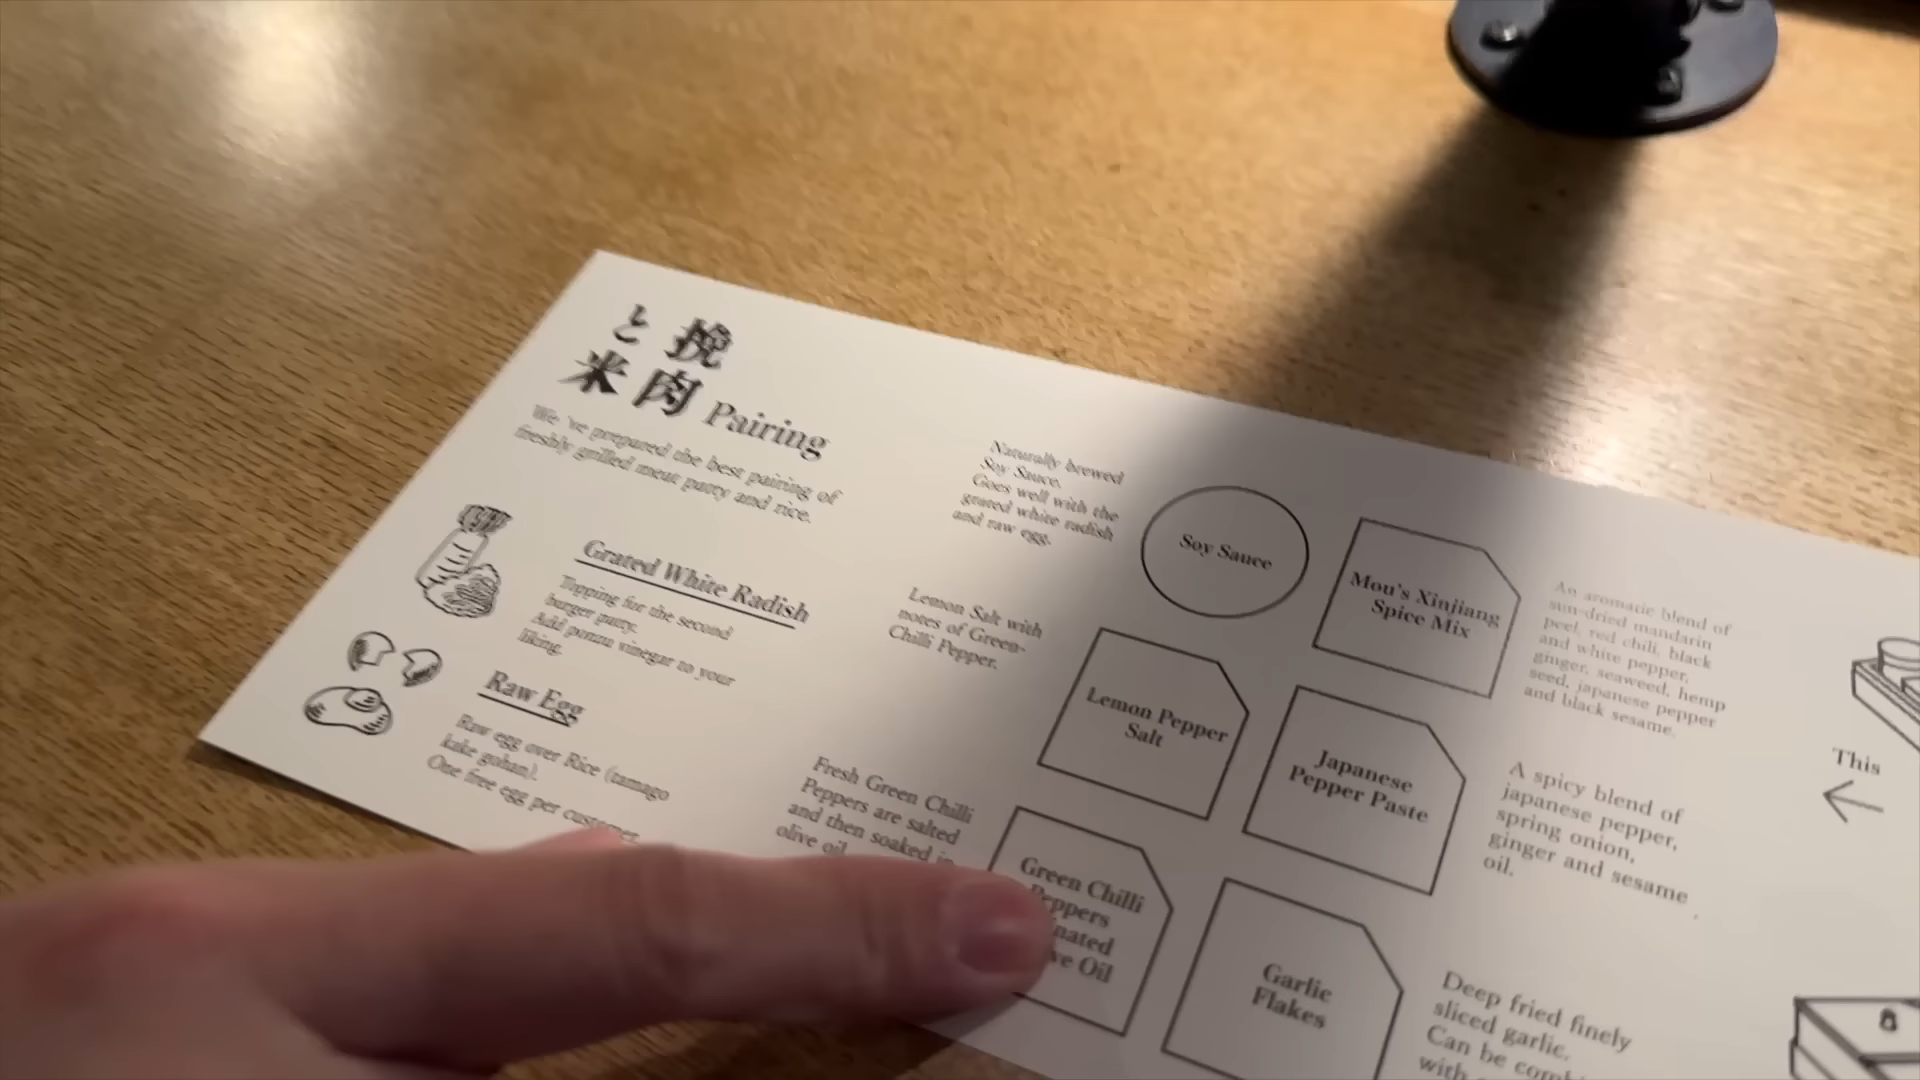 挽肉
と米
Pairing
We 've prepared the best pairing of
freshly grilled meat patty and rice.
Grated White Radish
Topping for the second
burger patty.
Add ponzu vinegar to your
liking.
Raw Egg
Raw egg over Rice (tamago
kake gohan).
One free egg per customer.
Naturally brewed
Soy Sauce.
Goes well with the
grated white radish
and raw egg.
Soy Sauce
Lemon Salt with
notes of Green-
Chilli Pepper.
Lemon Pepper
Salt
Fresh Green Chilli
Peppers are salted
and then soaked in
olive oil.
Green Chilli
Peppers
Oil
Mou's Xinjiang
Spice Mix
An aromatic blend of
sun-dried mandarin
peel, red chili, black
and white pepper,
ginger, seaweed, hemp
seed, japanese pepper
and black sesame.
Japanese
Pepper Paste
A spicy blend of
japanese pepper,
spring onion,
ginger and sesame
oil.
Garlic
Flakes
Deep fried finely
sliced garlic.
Can be
with
This